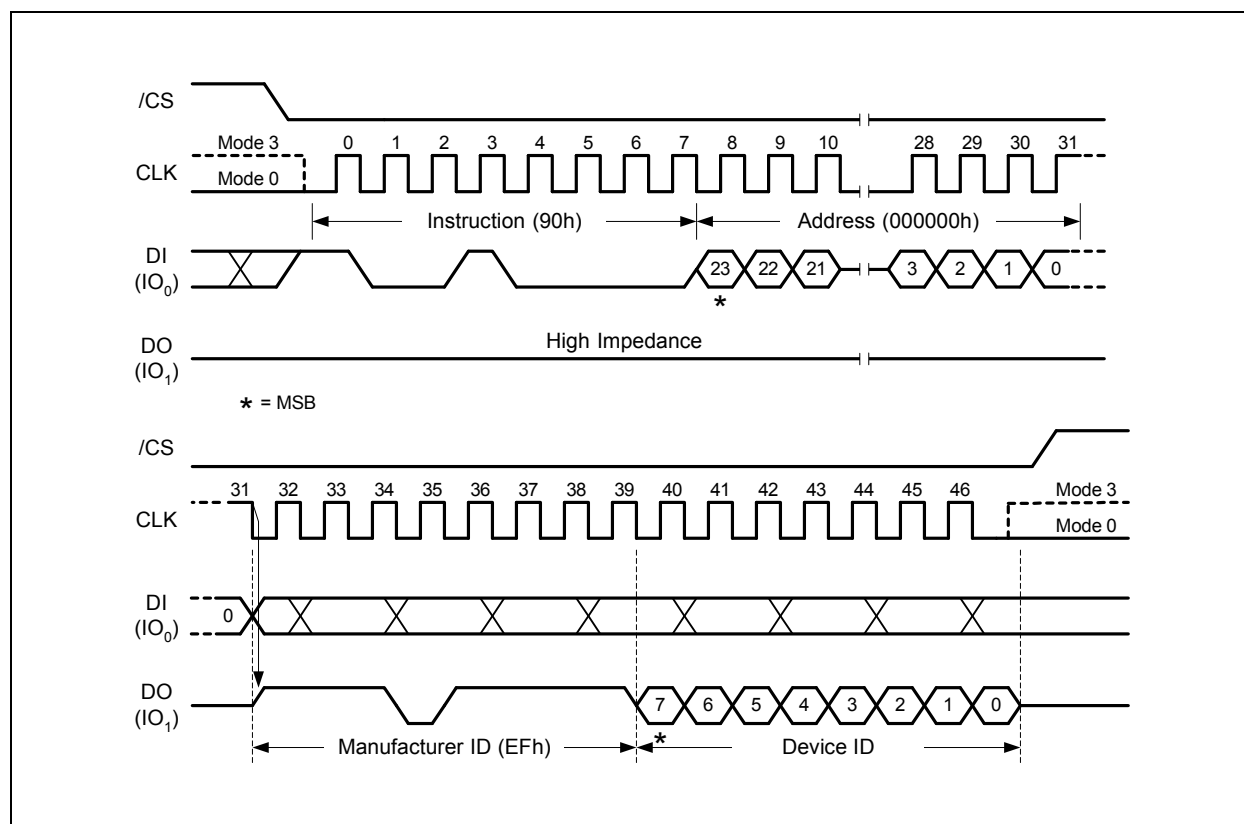 /CS
Mode 3 0 1 2 3 4 5 6 7 8 9 10 28 29 30 31
CLK
Mode 0
Instruction (90h) Address (000000h)
DI
(IO0)
23 22 21 3 2 1 0
*
DO
(IO1)
High Impedance
* = MSB
/CS
31 32 33 34 35 36 37 38 39 40 41 42 43 44 45 46 Mode 3
CLK
Mode 0
DI
(IO0)
0
DO
(IO1)
7 6 5 4 3 2 1 0
*
Manufacturer ID (EFh) Device ID